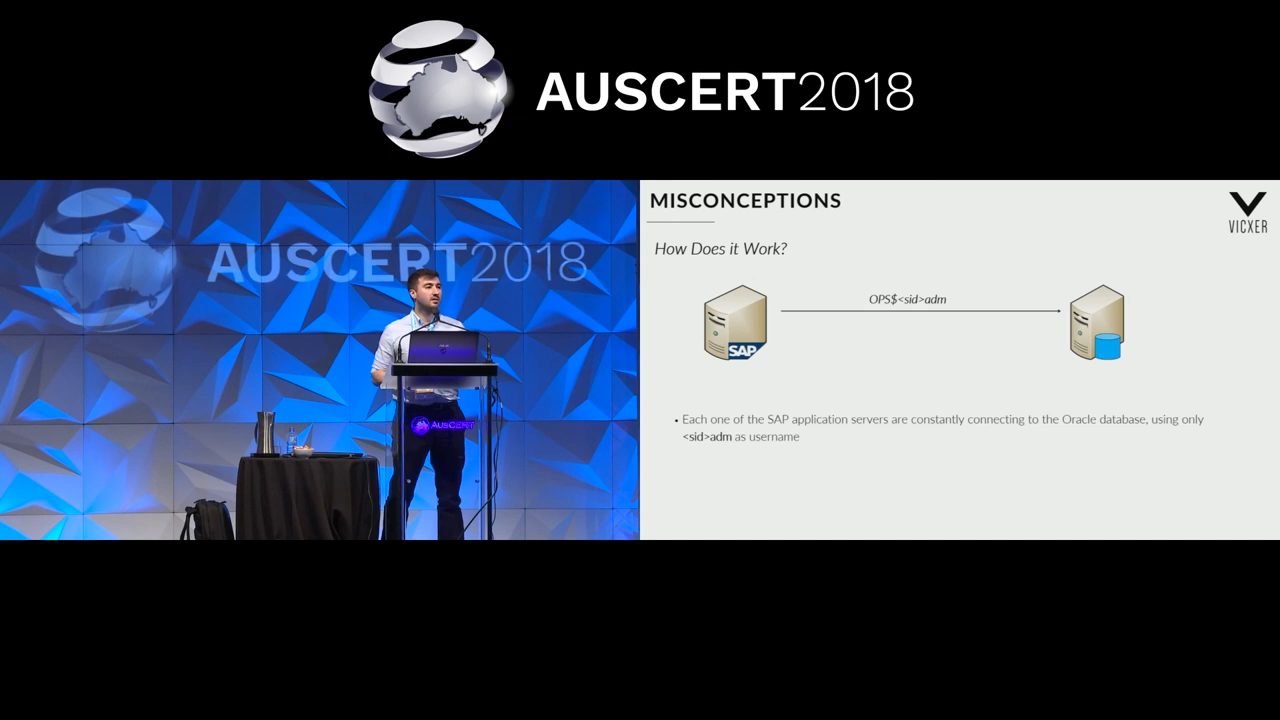 AUSCERT2018
AUSCERT2018
AUSCERT
MISCONCEPTIONS
VICXER
How Does it Work?
OPS$<sid>adm
SAP
• Each one of the SAP application servers are constantly connecting to the Oracle database, using only
<sid>adm as username